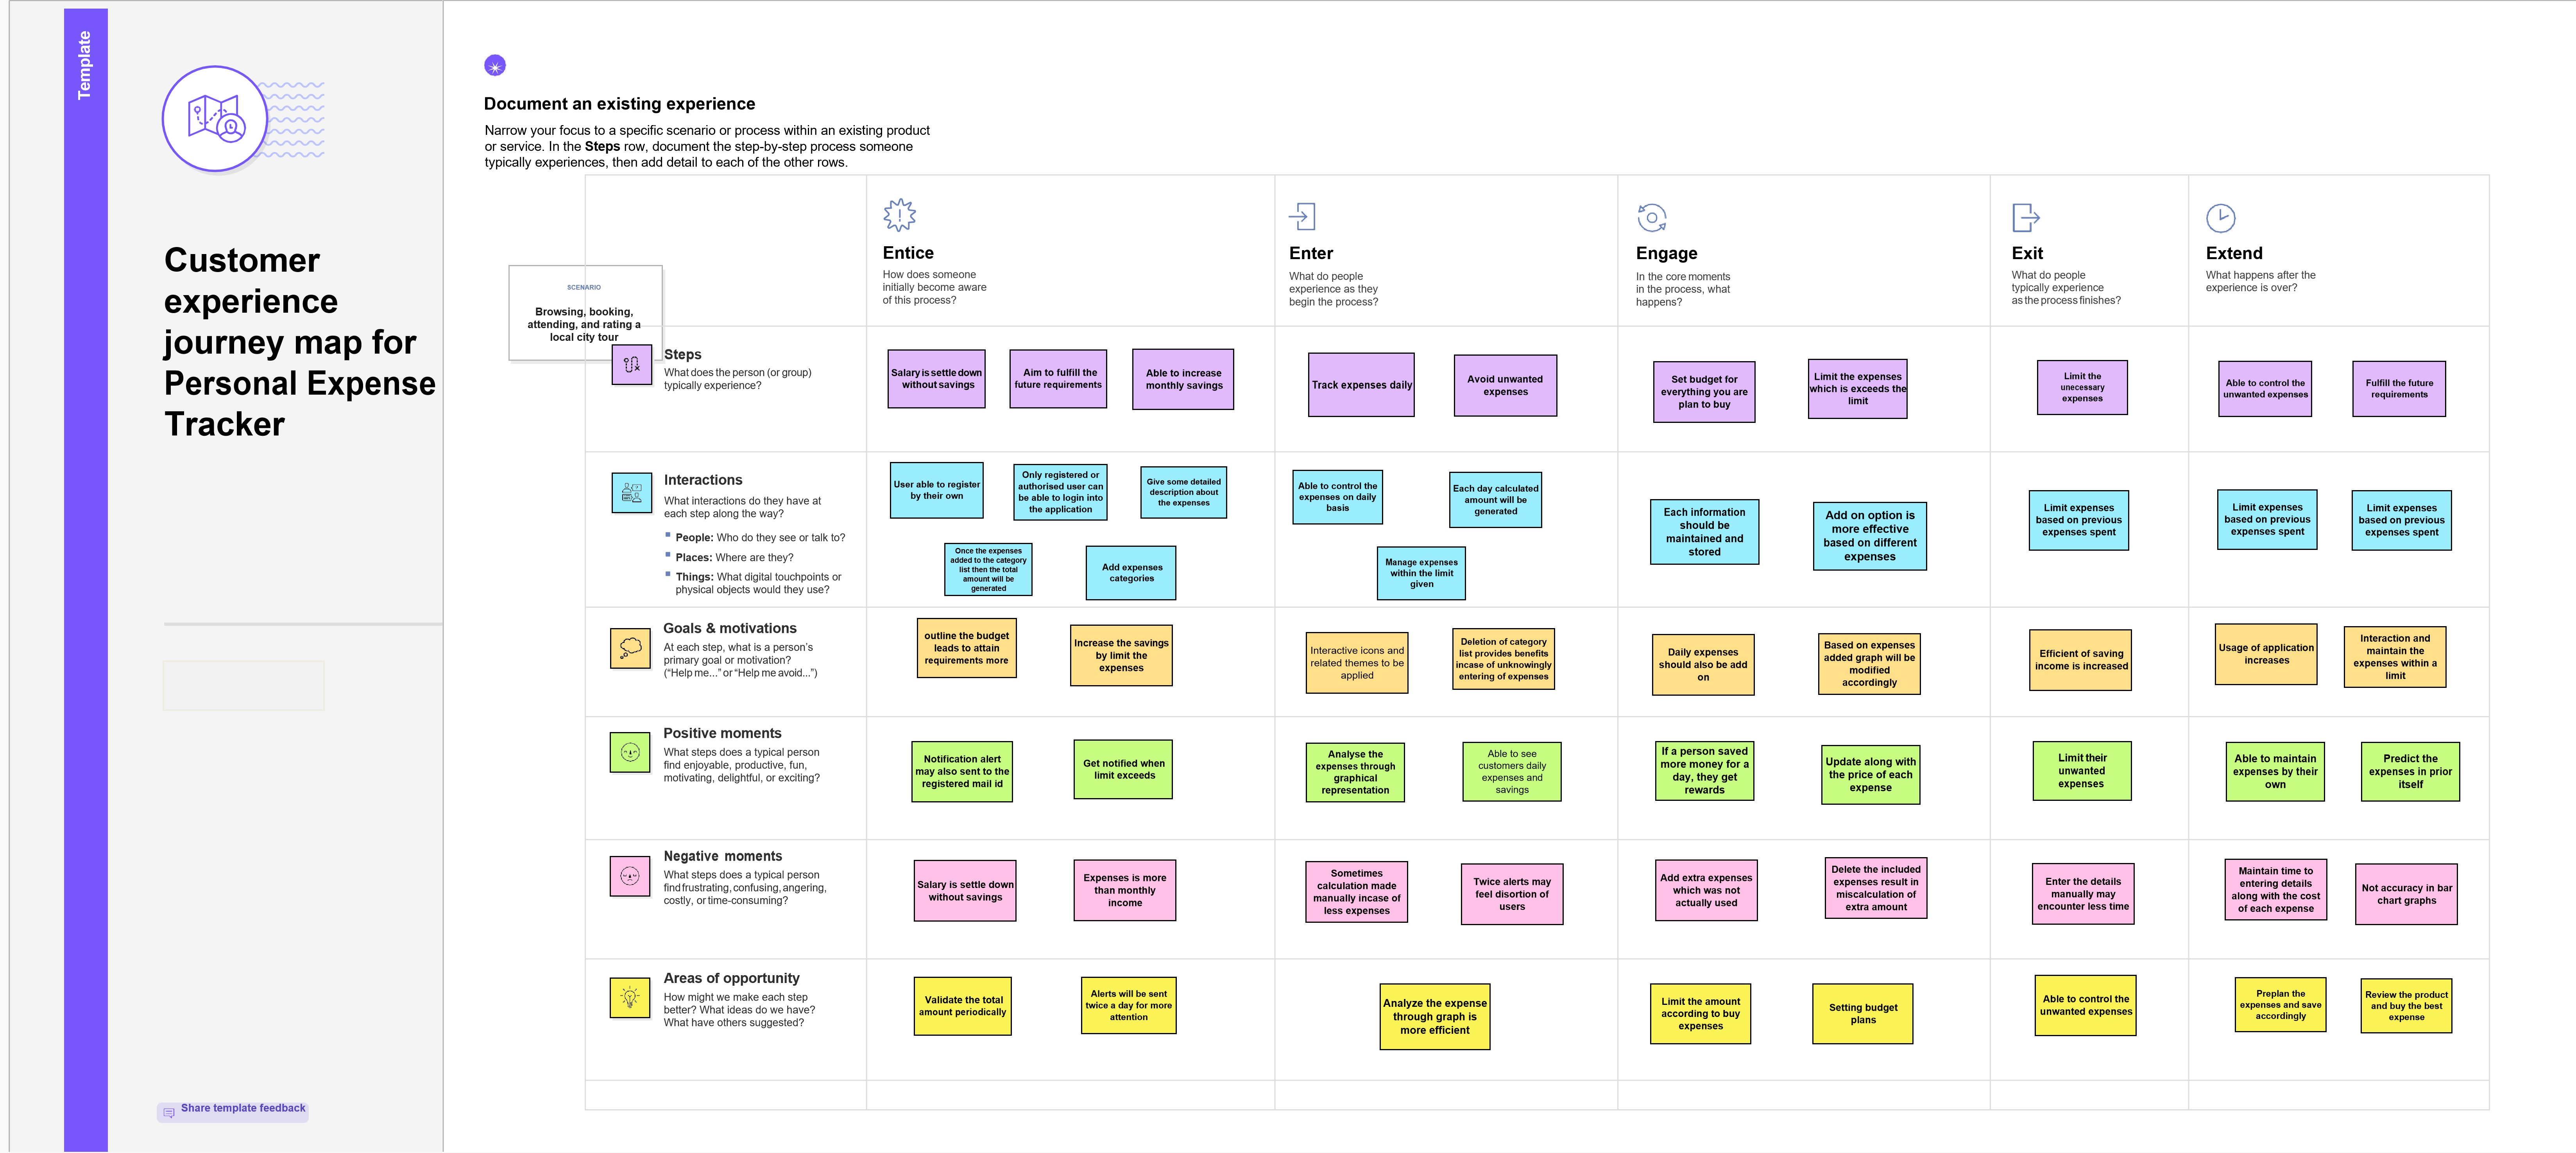 Template
Customer
experience
journey map for
Personal Expense
Tracker
Share template feedback
Document an existing experience
Narrow your focus to a specific scenario or process within an existing product
or service. In the Steps row, document the step-by-step process someone
typically experiences, then add detail to each of the other rows.
SCENARIO
Browsing, booking,
attending, and rating a
local city tour
Entice
How does someone
initially become aware
of this process?
Enter
What do people
experience as they
begin the process?
Engage
In the core moments
in the process, what
happens?
Exit
What do people
typically experience
as the process finishes?
Extend
What happens after the
experience is over?
Steps
What does the person (or group)
typically experience?
Salary is settle down
without savings
Aim to fulfill the
future requirements
Able to increase
monthly savings
Track expenses daily
Avoid unwanted
expenses
Set budget for
everything you are
plan to buy
Limit the expenses
which is exceeds the
limit
Limit the
unecessary
expenses
Able to control the
unwanted expenses
Fulfill the future
requirements
Interactions
What interactions do they have at
each step along the way?
People: Who do they see or talk to?
Places: Where are they?
Things: What digital touchpoints or
physical objects would they use?
User able to register
by their own
Only registered or
authorised user can
be able to login into
the application
Give some detailed
description about
the expenses
Once the expenses
added to the category
list then the total
amount will be
generated
Add expenses
categories
Able to control the
expenses on daily
basis
Each day calculated
amount will be
generated
Manage expenses
within the limit
given
Each information
should be
maintained and
stored
Add on option is
more effective
based on different
expenses
Limit expenses
based on previous
expenses spent
Limit expenses
based on previous
expenses spent
Limit expenses
based on previous
expenses spent
Goals & motivations
At each step, what is a person's
primary goal or motivation?
(“Help me...” or “Help me avoid...”)
outline the budget
leads to attain
requirements more
Increase the savings
by limit the
expenses
Interactive icons and
related themes to be
applied
Deletion of category
list provides benefits
incase of unknowingly
entering of expenses
Daily expenses
should also be add
on
Based on expenses
added graph will be
modified
accordingly
Efficient of saving
income is increased
Usage of application
increases
Interaction and
maintain the
expenses within a
limit
Positive moments
What steps does a typical person
find enjoyable, productive, fun,
motivating, delightful, or exciting?
Notification alert
may also sent to the
registered mail id
Get notified when
limit exceeds
Analyse the
expenses through
graphical
representation
Able to see
customers daily
expenses and
savings
If a person saved
more money for a
day, they get
rewards
Update along with
the price of each
expense
Limit their
unwanted
expenses
Able to maintain
expenses by their
own
Predict the
expenses in prior
itself
Negative moments
What steps does a typical person
find frustrating, confusing, angering,
costly, or time-consuming?
Salary is settle down
without savings
Expenses is more
than monthly
income
Sometimes
calculation made
manually incase of
less expenses
Twice alerts may
feel disortion of
users
Add extra expenses
which was not
actually used
Delete the included
expenses result in
miscalculation of
extra amount
Enter the details
manually may
encounter less time
Maintain time to
entering details
along with the cost
of each expense
Not accuracy in bar
chart graphs
Areas of opportunity
How might we make each step
better? What ideas do we have?
What have others suggested?
Validate the total
amount periodically
Alerts will be sent
twice a day for more
attention
Analyze the expense
through graph is
more efficient
Limit the amount
according to buy
expenses
Setting budget
plans
Able to control the
unwanted expenses
Preplan the
expenses and save
accordingly
Review the product
and buy the best
expense